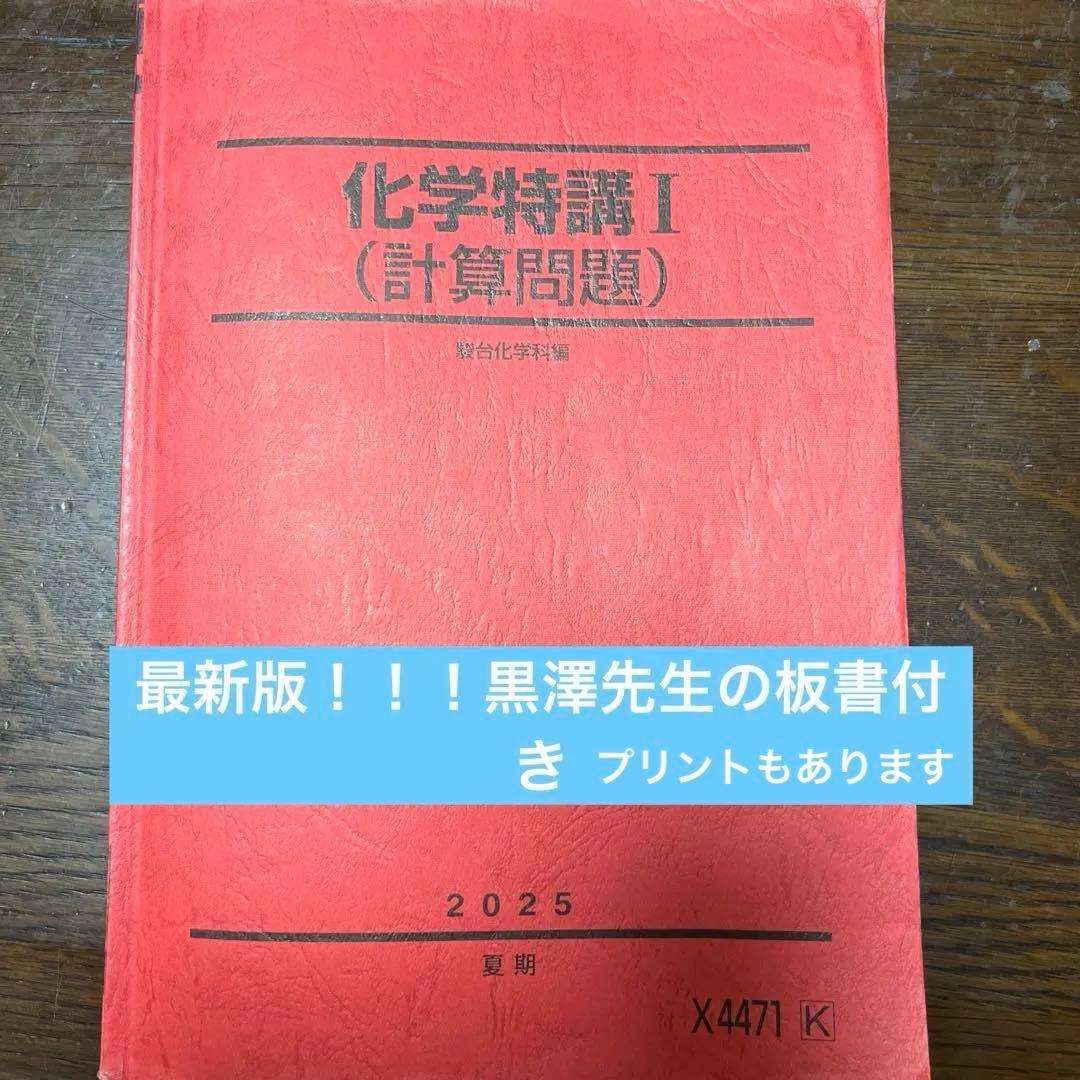 化学特講Ⅰ
(計算問題)
駿台化学科編
最新版！！！黒澤先生の板書付
き プリントもあります
2025
夏期
X4471 K